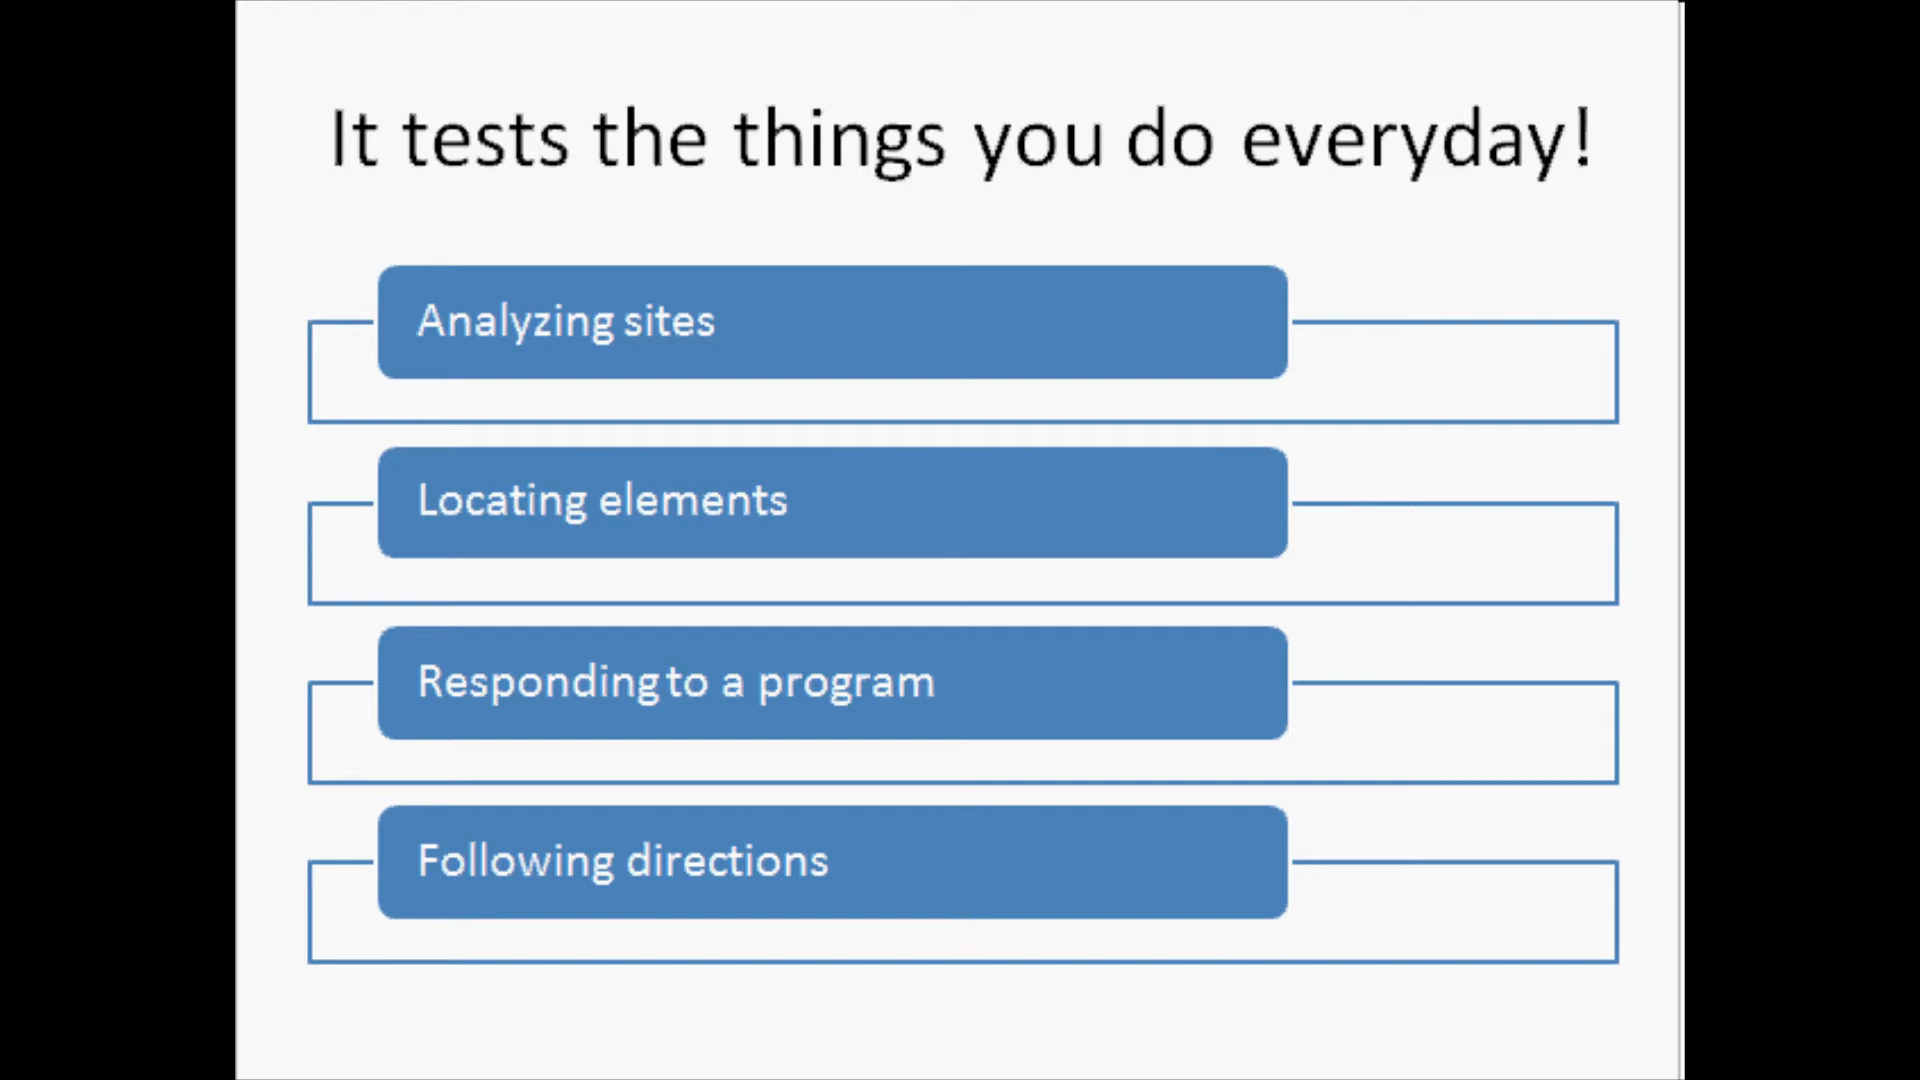 It tests the things you do everyday!
Analyzing sites
Locating elements
Responding to a program
Following directions